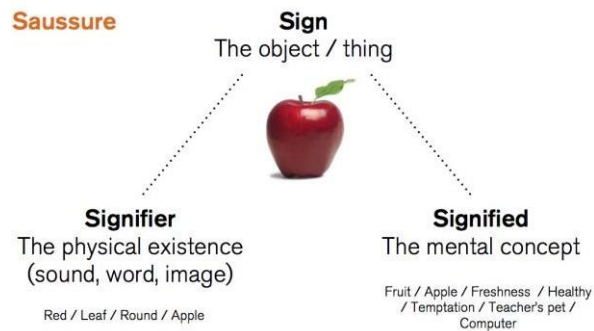 Saussure
Sign
The object / thing
Signifier
The physical existence
(sound, word, image)
Red / Leaf / Round / Apple
Signified
The mental concept
Fruit / Apple / Freshness / Healthy
/ Temptation / Teacher's pet /
Computer